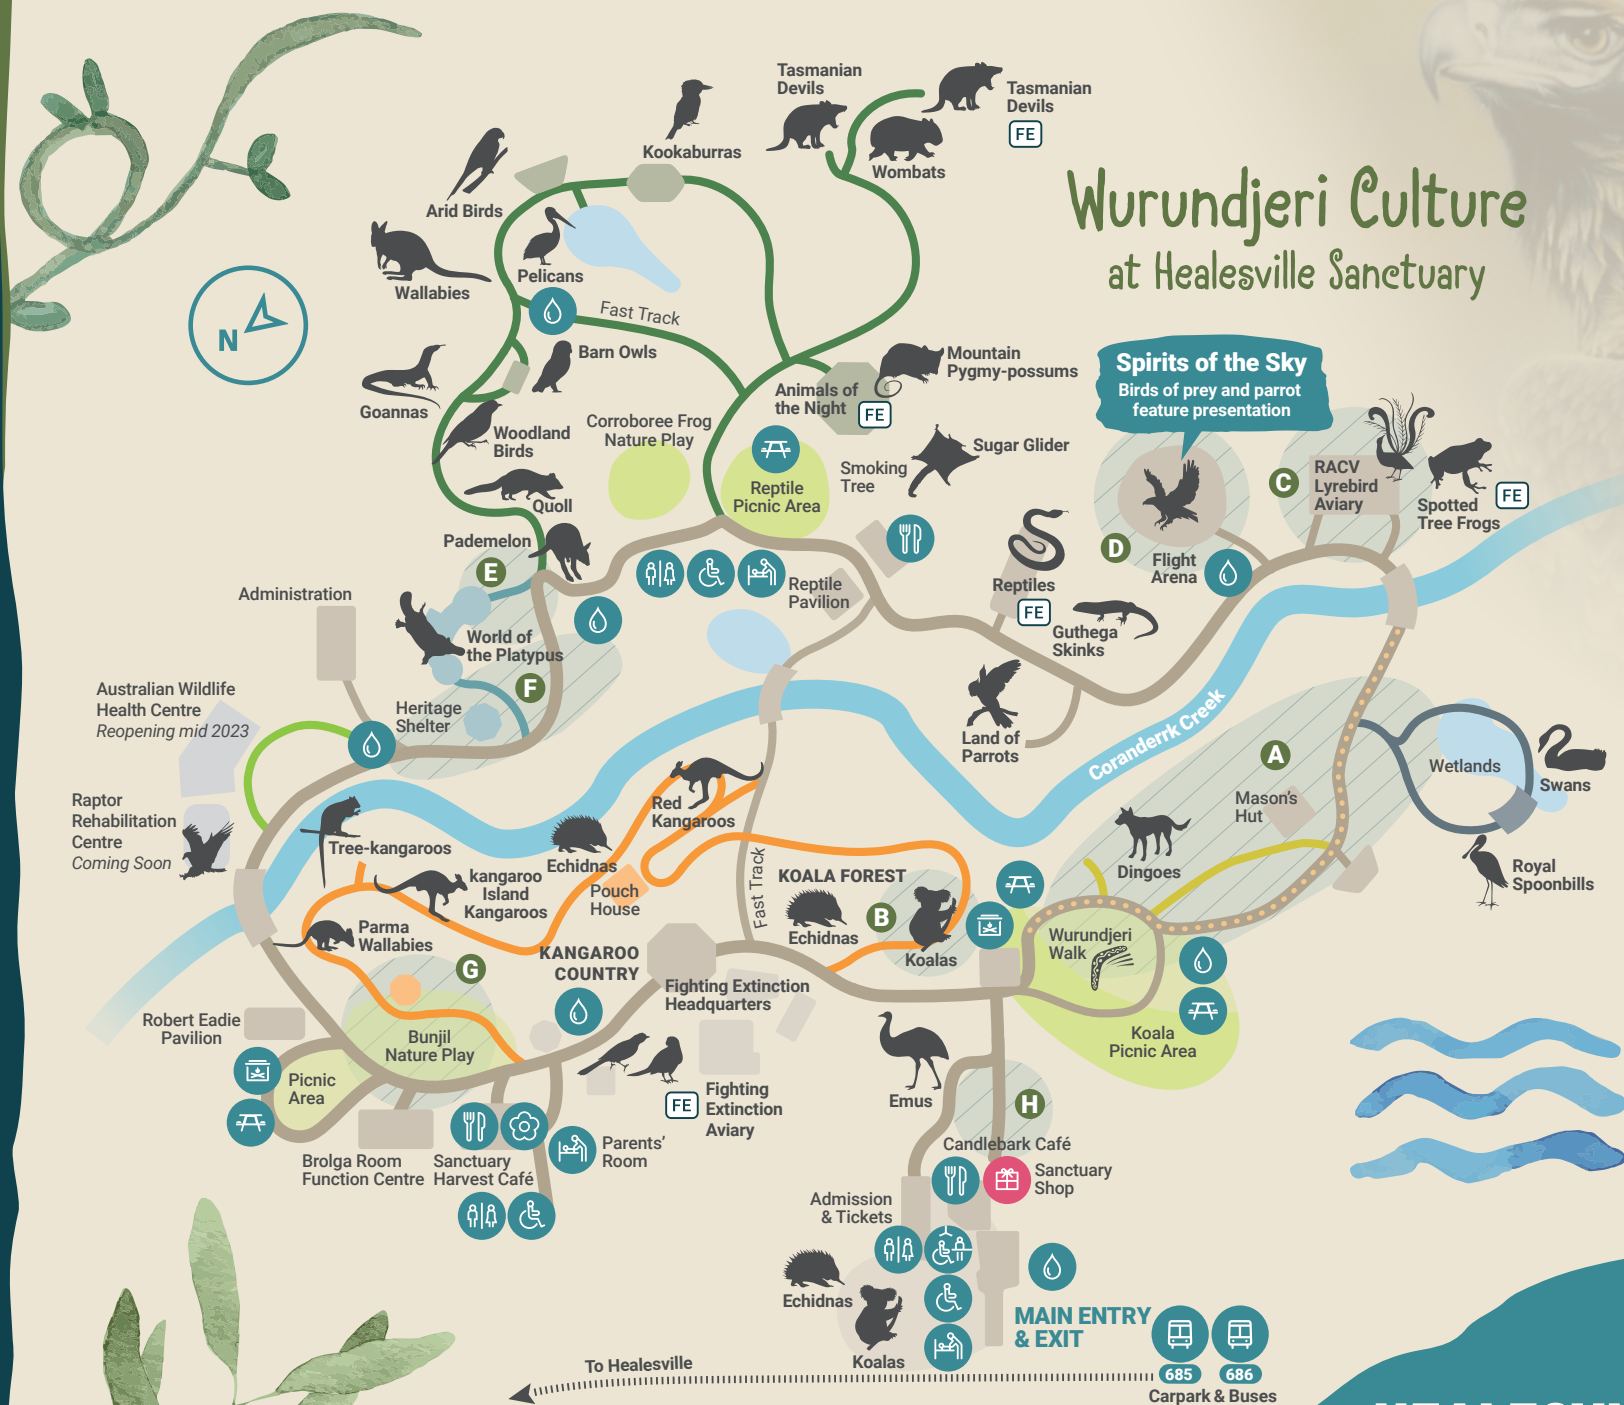 Tasmanian
Devils
Tasmanian
Devils
FE
Kookaburras
Wombats
Arid Birds
Wurundjeri Culture
at Healesville Sanctuary
Pelicans
Wallabies
Fast Track
N
Barn Owls
Mountain
Pygmy-possums
Spirits of the Sky
Birds of prey and parrot
feature presentation
Animals of
the Night
FE
Goannas
Corroboree Frog
Nature Play
Woodland
Birds
Sugar Glider
Smoking
Tree
C
RACV
Lyrebird
Aviary
Spotted
Tree Frogs
FE
Reptile
Picnic Area
Quoll
Pademelon
E
D
Flight
Arena
Administration
Reptile
Pavilion
Reptiles
FE
Guthega
Skinks
World of
the Platypus
F
Australian Wildlife
Health Centre
Reopening mid 2023
Heritage
Shelter
Land of
Parrots
Coranderrk Creek
A
Wetlands
Swans
Raptor
Rehabilitation
Centre
Coming Soon
Red
Kangaroos
Mason's
Hut
Tree-kangaroos
Echidnas
Dingoes
Royal
Spoonbills
kangaroo
Island
Kangaroos
Pouch
House
Fast Track
KOALA FOREST
B
Echidnas
Koalas
Parma
Wallabies
Wurundjeri
Walk
KANGAROO
COUNTRY
G
Fighting Extinction
Headquarters
Robert Eadie
Pavilion
Bunjil
Nature Play
Koala
Picnic Area
Picnic
Area
Emus
FE
Fighting
Extinction
Aviary
H
Candlebark Café
Sanctuary
Shop
Parents'
Room
Brolga Room
Function Centre
Sanctuary
Harvest Café
Admission
& Tickets
Echidnas
Koalas
MAIN ENTRY
& EXIT
To Healesville
685
686
Carpark & Buses